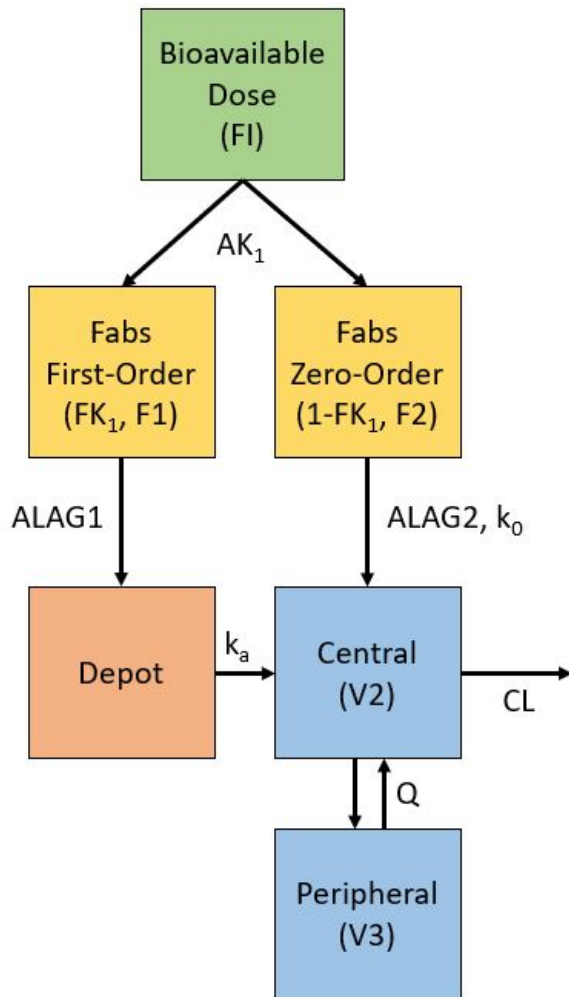 Bioavailable
Dose
(FI)
AK₁
Fabs
First-Order
(FK₁, F1)
Fabs
Zero-Order
(1-FK₁, F2)
ALAG1
ALAG2, k₀
Depot
kₐ
Central
(V2)
CL
Q
Peripheral
(V3)